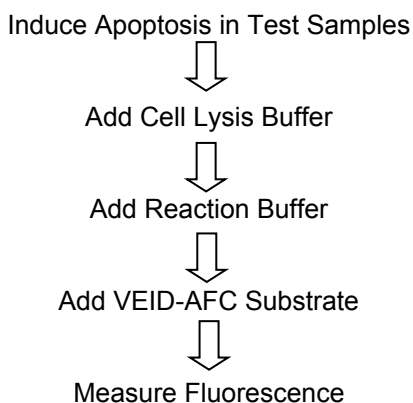 Induce Apoptosis in Test Samples
Add Cell Lysis Buffer
Add Reaction Buffer
Add VEID-AFC Substrate
Measure Fluorescence